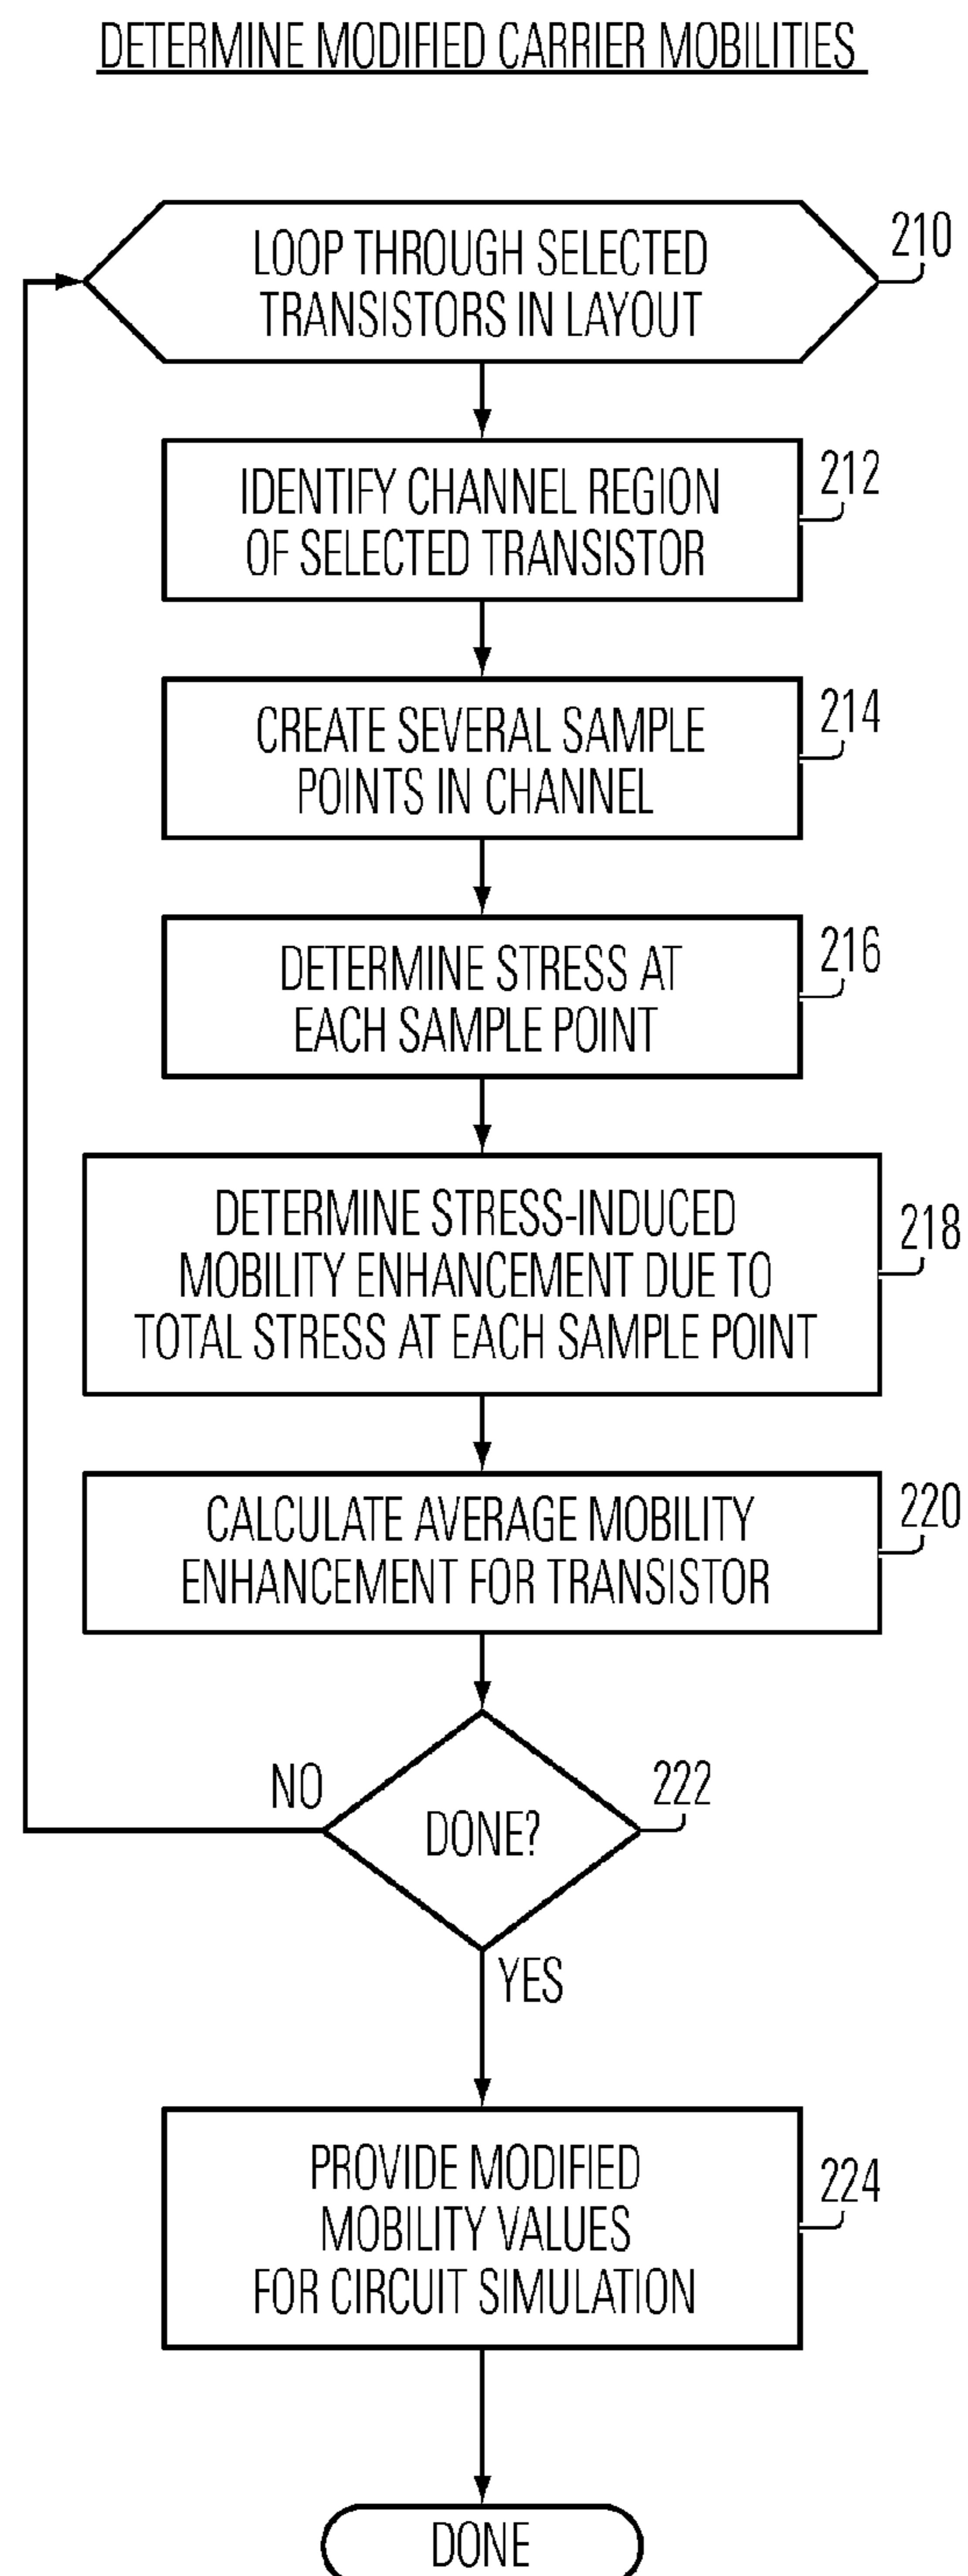 DETERMINE MODIFIED CARRIER MOBILITIES
LOOP THROUGH SELECTED
TRANSISTORS IN LAYOUT
210
IDENTIFY CHANNEL REGION
OF SELECTED TRANSISTOR
212
CREATE SEVERAL SAMPLE
POINTS IN CHANNEL
214
DETERMINE STRESS AT
EACH SAMPLE POINT
216
DETERMINE STRESS-INDUCED
MOBILITY ENHANCEMENT DUE TO
TOTAL STRESS AT EACH SAMPLE POINT
218
CALCULATE AVERAGE MOBILITY
ENHANCEMENT FOR TRANSISTOR
220
NO
DONE?
222
YES
PROVIDE MODIFIED
MOBILITY VALUES
FOR CIRCUIT SIMULATION
224
DONE